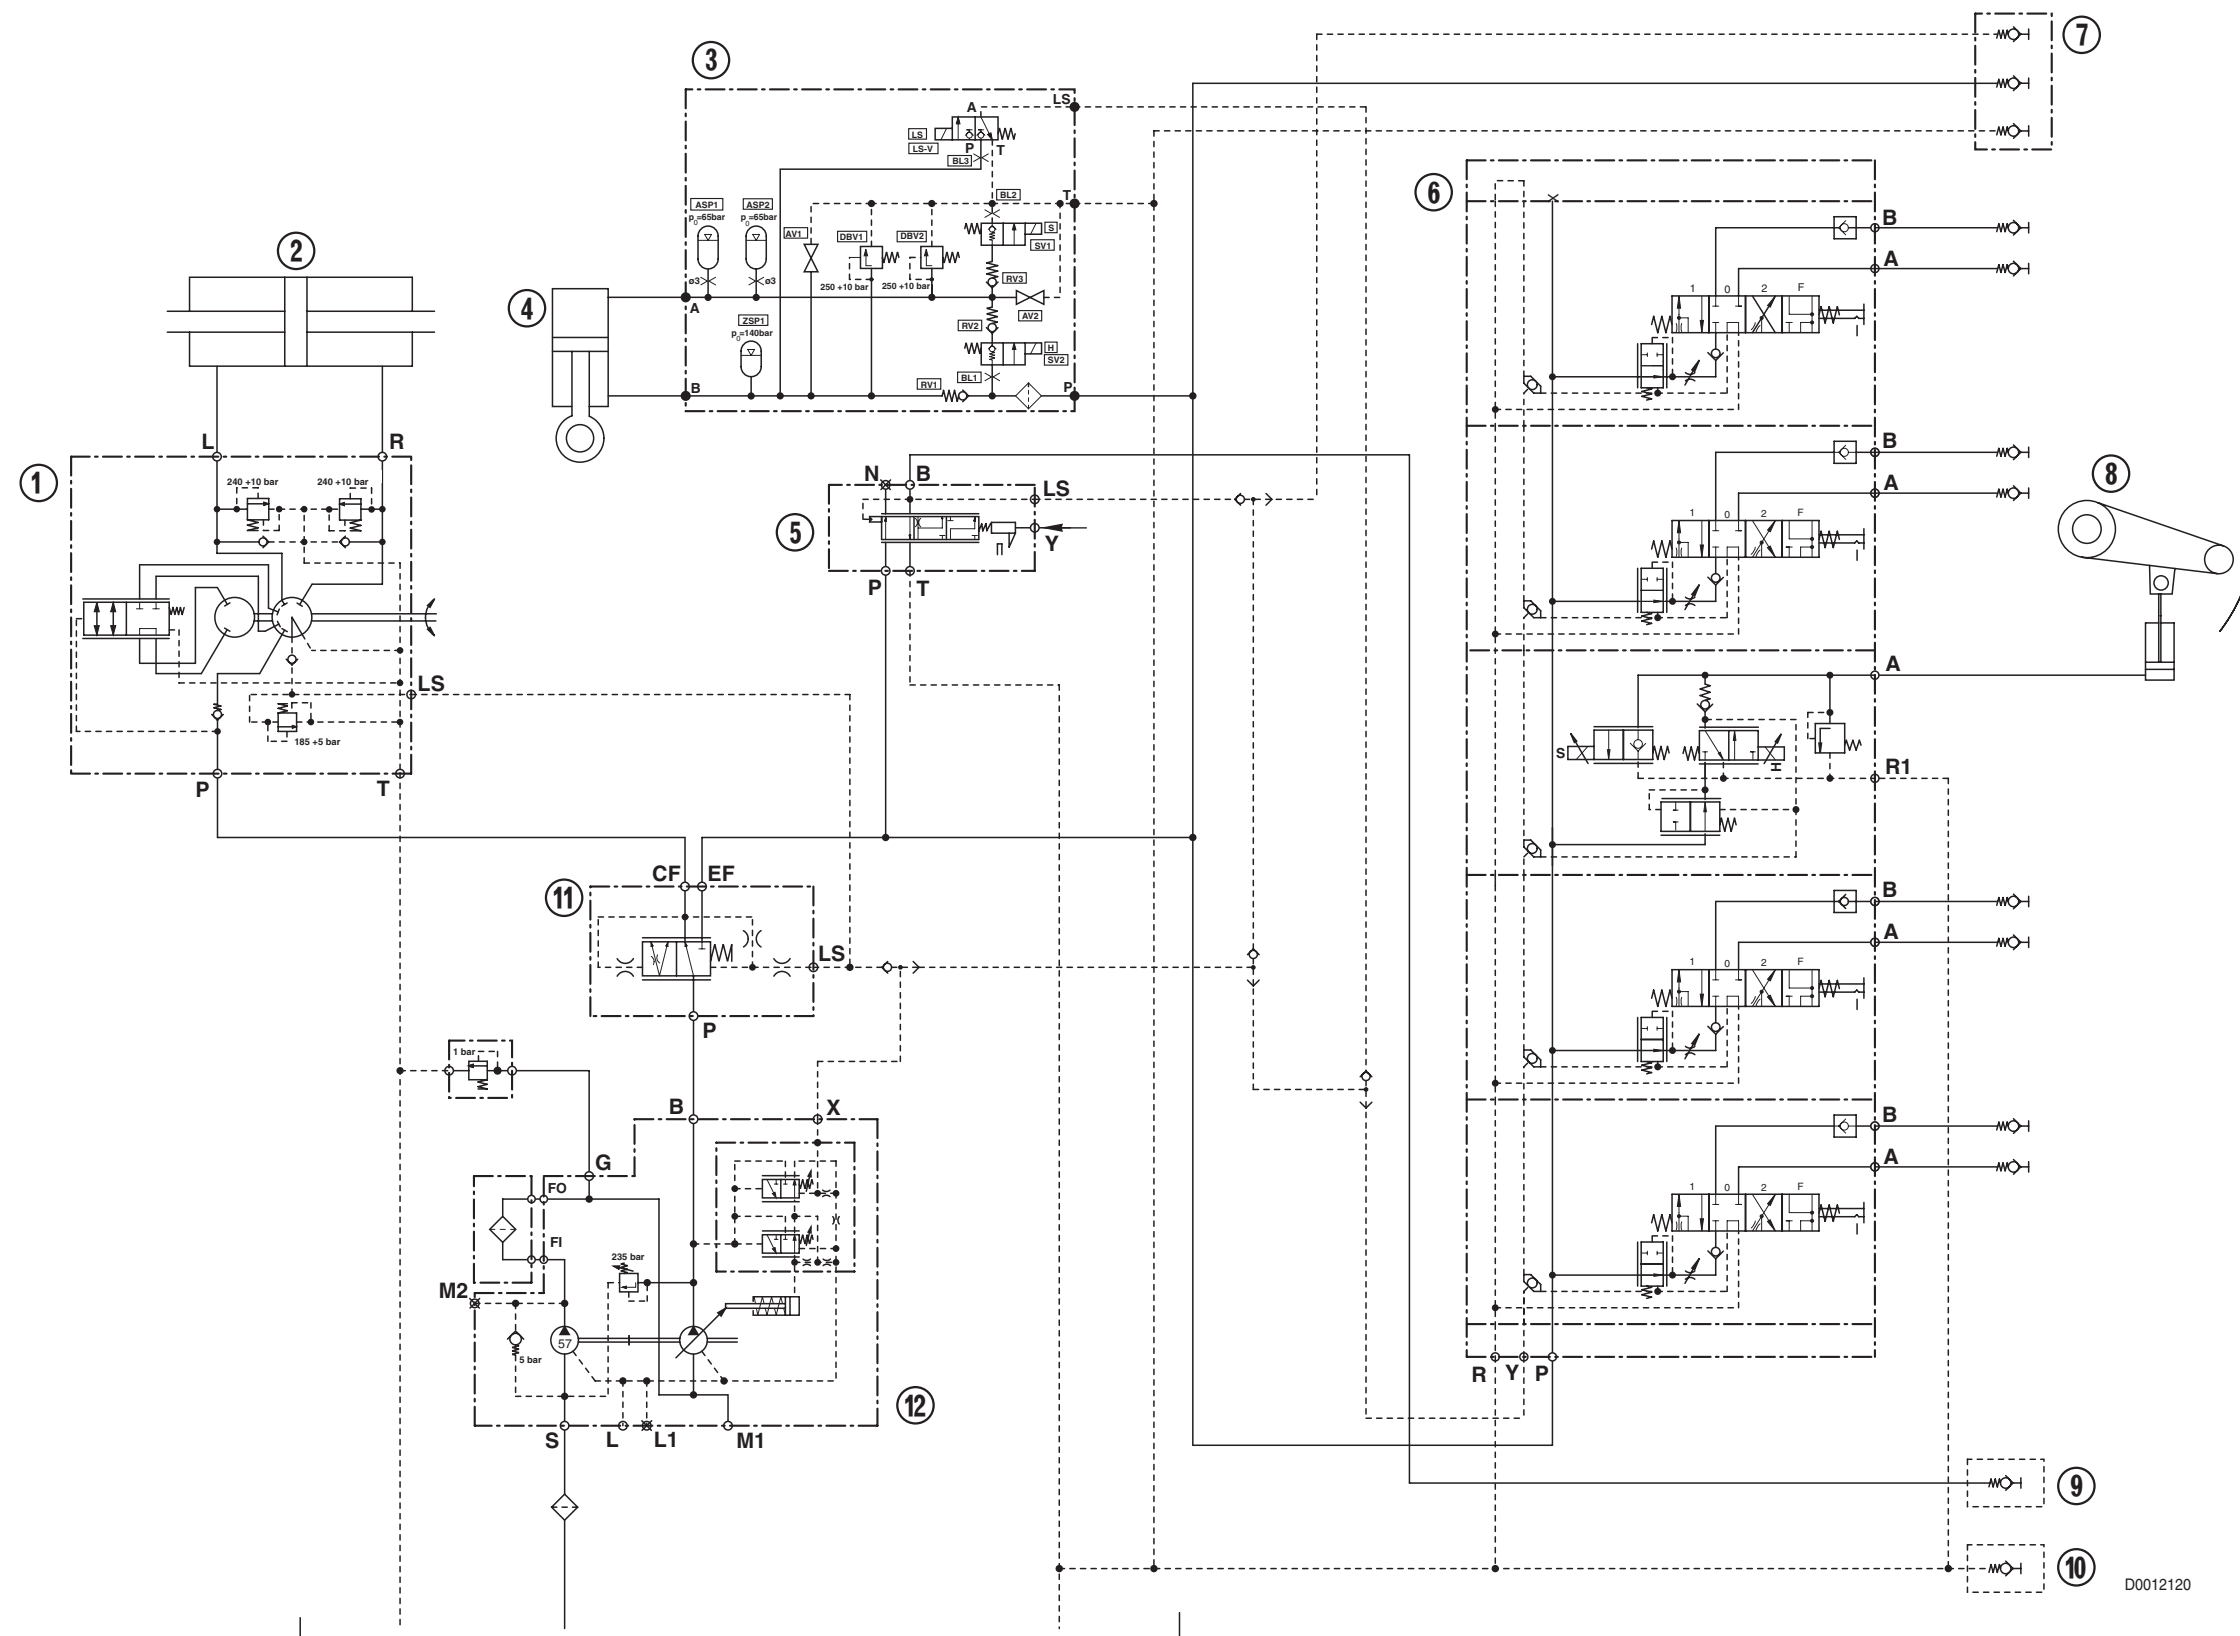 7
3
A
LS
LS
LS-V
P
T
BL3
6
ASP1
p0=65bar
ASP2
p0=65bar
BL2
T
AV1
DBV1
DBV2
S
SV1
B
2
ø3
ø3
250 +10 bar
250 +10 bar
RV3
A
4
A
ZSP1
p0=140bar
RV2
AV2
H
SV2
1 0 2 F
B
RV1
BL1
P
L
R
B
1
240 +10 bar
240 +10 bar
N
B
LS
A
8
5
Y
P
T
1 0 2 F
A
LS
S
H
R1
185 +5 bar
P
T
11
CF
EF
B
LS
A
1 0 2 F
P
1 bar
B
X
B
G
A
FO
1 0 2 F
FI
235 bar
M2
57
5 bar
R
Y
P
12
S
L
L1
M1
9
10
D0012120